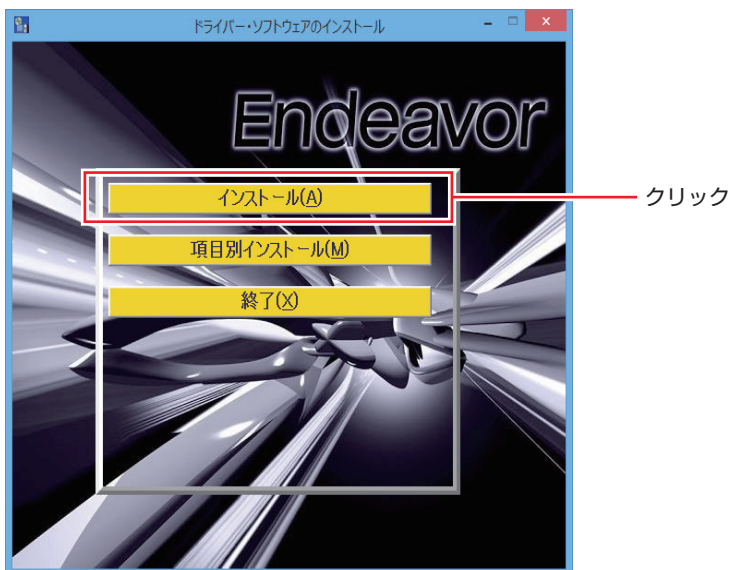 ドライバー・ソフトウェアのインストール
Endeavor
インストール(A)
クリック
項目別インストール(M)
終了(X)